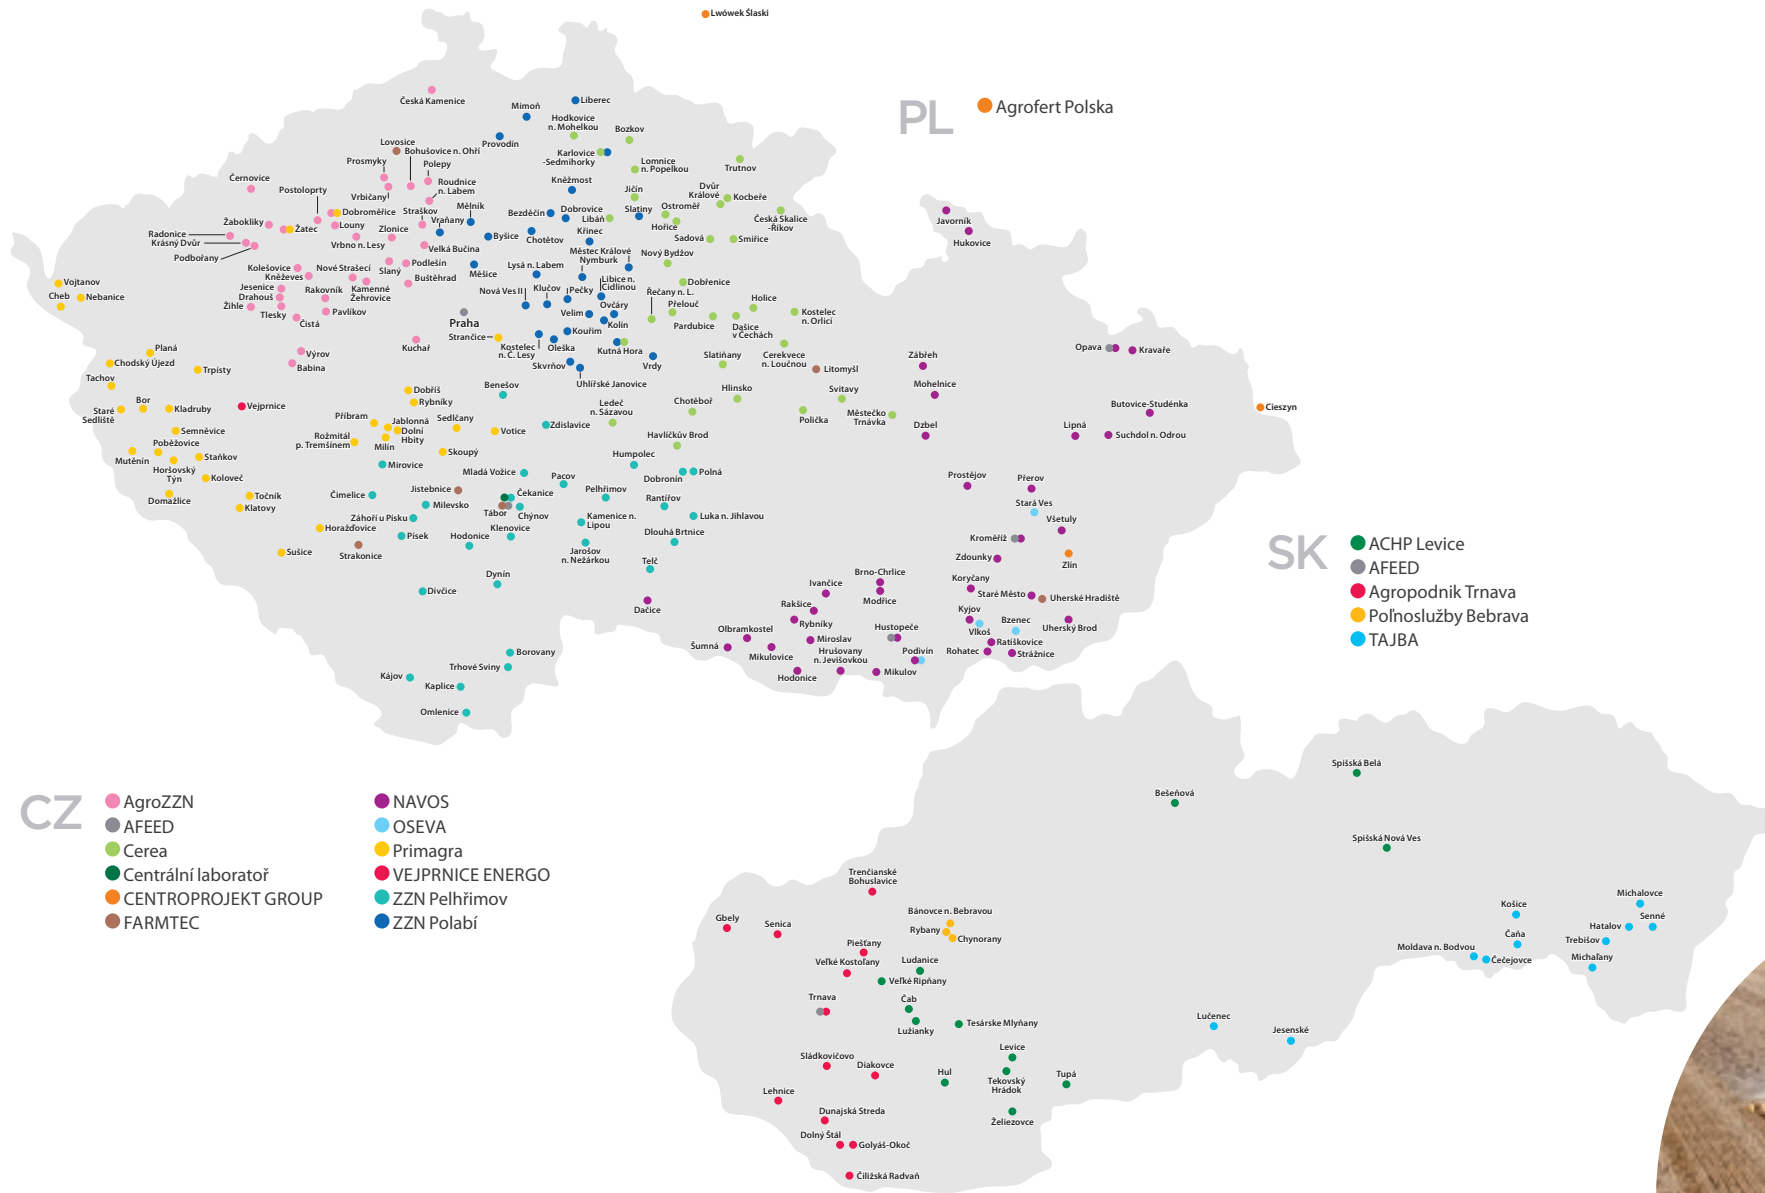 Lwówek Ślaski
PL
Agrofert Polska
Česká Kamenice
Liberec
Mimoň
Hodkovice
n. Mohelkou
Bozkov
Provodín
Lovosice
Bohušovice n. Ohří
Karlovice
-Sedmihorky
Prosmyky
Polepy
Lomnice
n. Popelkou
Trutnov
Černovice
Vrbičany
Roudnice
n. Labem
Kněžmost
Postoloprty
Jičín
Dvůr
Králové
Kocbeře
Dobroměřice
Straškov
Mělník
Bezděčín
Dobrovice
Libáň
Slatiny
Ostroměř
Hořice
Česká Skalice
-Říkov
Javorník
Žabokliky
Žatec
Louny
Zlonice
Vraňany
Hukovice
Radonice
Krásný Dvůr
Podbořany
Vrbno n. Lesy
Velká Bučina
Byšice
Chotětov
Křinec
Sadová
Smiřice
Městec Králové
Nový Bydžov
Nymburk
Kolešovice
Kněževes
Nové Strašecí
Slaný
Podlešín
Měšice
Lysá n. Labem
Libice n.
Cidlinou
Dobřenice
Vojtanov
Jesenice
Buštěhrad
Cheb
Nebanice
Drahouš
Rakovník
Kamenné
Žehrovice
Nová Ves II
Klučov
Pečky
Řečany n. L.
Holice
Žihle
Tlesky
Pavlíkov
Ovčáry
Přelouč
Kostelec
n. Orlicí
Čistá
Praha
Velim
Kolín
Pardubice
Dašice
v Čechách
Strančice
Kouřim
Kostelec
n. Č. Lesy
Oleška
Kutná Hora
Kuchař
Planá
Výrov
Skvrňov
Vrdy
Slatiňany
Cerekvece
n. Loučnou
Zábřeh
Opava
Kravaře
Chodský Újezd
Babina
Trpísty
Litomyšl
Tachov
Uhlířské Janovice
Mohelnice
Benešov
Dobříš
Hlinsko
Svitavy
Bor
Rybníky
Ledeč
n. Sázavou
Chotěboř
Cieszyn
Staré
Sedliště
Kladruby
Vejprnice
Městečko
Trnávka
Butovice-Studénka
Příbram
Jablonná
Sedlčany
Polička
Semněvice
Dolní
Hbity
Votice
Zdislavice
Dzbel
Lipná
Suchdol n. Odrou
Rožmitál
p. Tremšínem
Milín
Poběžovice
Havlíčkův Brod
Mutěnín
Staňkov
Skoupý
Humpolec
Horšovský
Týn
Mirovice
Mladá Vožice
Dobronín
Polná
Koloveč
Pacov
Prostějov
Přerov
Domažlice
Točník
Čimelice
Jistebnice
Čekanice
Pelhřimov
Rantířov
Stará Ves
Klatovy
Milevsko
Tábor
Chýnov
Záhoří u Písku
Kamenice n.
Lipou
Luka n. Jihlavou
Všetuly
Horažďovice
Klenovice
Dlouhá Brtnice
Kroměříž
Písek
Hodonice
Sušice
Strakonice
Jarošov
n. Nežárkou
Zdounky
Zlín
Telč
Dynín
Brno-Chrlice
Koryčany
Dívčice
Ivančice
Staré Město
Uherské Hradiště
Dačice
Rakšice
Modřice
Kyjov
Rybníky
Bzenec
Uherský Brod
Olbramkostel
Hustopeče
Vlkoš
Šumná
Miroslav
Ratíškovice
Mikulovice
Hrušovany
n. Jevišovkou
Podivín
Rohatec
Strážnice
Borovany
Hodonice
Mikulov
Trhové Sviny
Kájov
Kaplice
Omlenice
SK
ACHP Levice
AFEED
Agropodnik Trnava
Poľnoslužby Bebrava
TAJBA
CZ
AgroZZN
AFEED
Cerea
Centrální laboratoř
CENTROPROJEKT GROUP
FARMTEC
NAVOS
OSEVA
Primagra
VEJPRNICE ENERGO
ZZN Pelhřimov
ZZN Polabí
Spišská Belá
Bešeňová
Spišská Nová Ves
Trenčianské
Bohuslavice
Michalovce
Gbely
Senica
Bánovce n. Bebravou
Košice
Senné
Rybany
Chynorany
Hatalov
Piešťany
Čaňa
Trebišov
Moldava n. Bodvou
Veľké Kostoľany
Ludanice
Čečejovce
Michaľany
Veľké Ripňany
Trnava
Čab
Lužianky
Tesárske Mlyňany
Lučenec
Jesenské
Levice
Sládkovičovo
Diakovce
Hul
Tekovský
Hrádok
Tupá
Lehnice
Dunajská Streda
Želiezovce
Dolný Štál
Golyáš-Okoč
Čiližská Radvaň